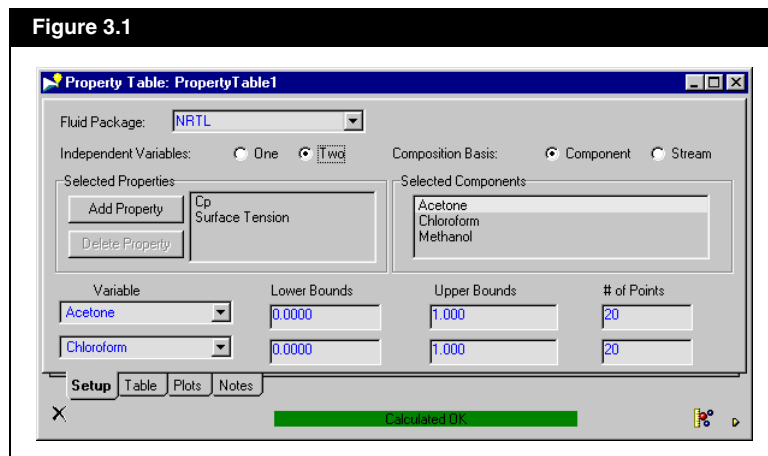 Figure 3.1
Property Table: PropertyTable1
Fluid Package: NRTL
Independent Variables: One Two Composition Basis: Component Stream
Selected Properties
Add Property
Delete Property
Cp
Surface Tension
Selected Components
Acetone
Chloroform
Methanol
Variable Lower Bounds Upper Bounds # of Points
Acetone 0.0000 1.000 20
Chloroform 0.0000 1.000 20
Setup Table Plots Notes
Calculated OK